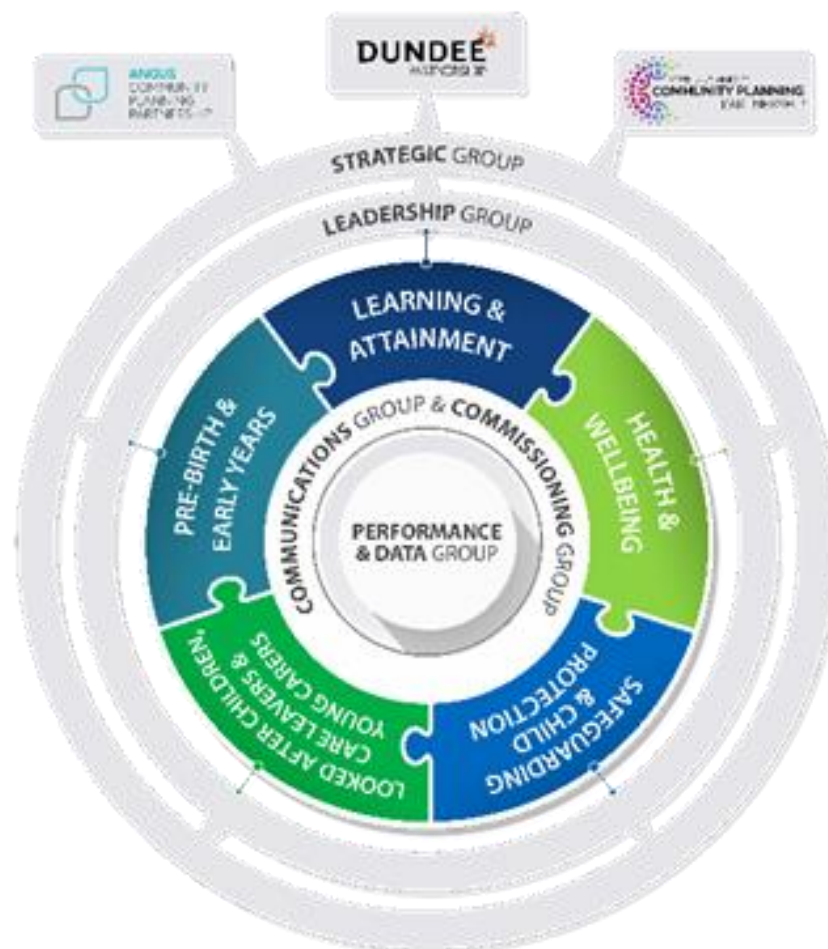 ANGUS
COMMUNITY
PLANNING
PARTNERSHIP
DUNDEE
COMMUNITY PLANNING
STRATEGIC GROUP
LEADERSHIP GROUP
LEARNING &
ATTAINMENT
HEALTH &
WELLBEING
SAFEGUARDING
& CHILD
PROTECTION
LOOKED AFTER CHILDREN,
CARE LEAVERS &
YOUNG CARERS
PRE-BIRTH &
EARLY YEARS
COMMUNICATIONS GROUP & COMMISSIONING GROUP
PERFORMANCE
& DATA GROUP